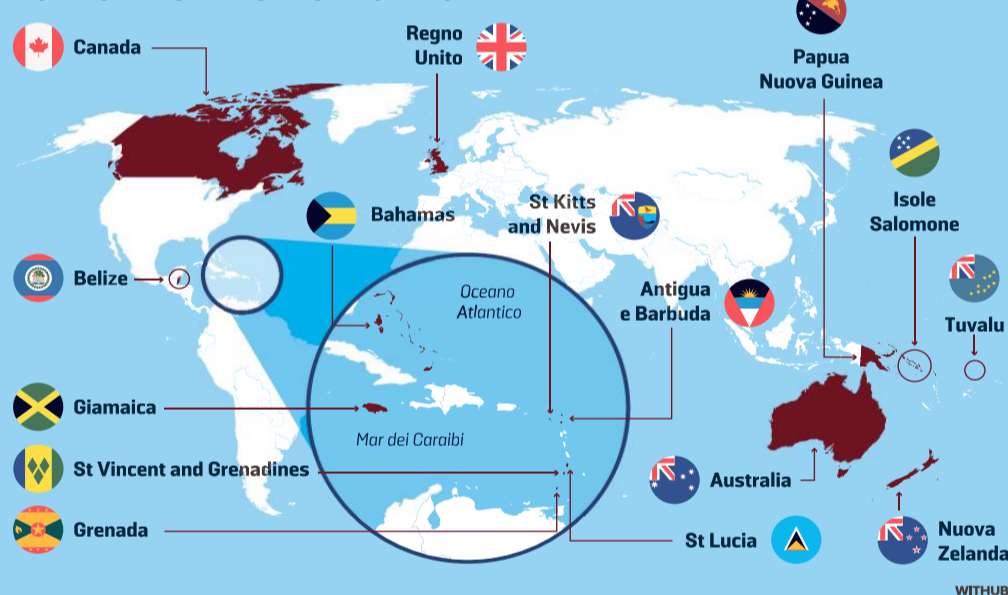 Canada
Regno
Unito
Papua
Nuova Guinea
Isole
Salomone
Bahamas
St Kitts
and Nevis
Belize
Oceano
Atlantico
Antigua
e Barbuda
Tuvalu
Giamaica
Mar dei Caraibi
St Vincent and Grenadines
Australia
Grenada
St Lucia
Nuova
Zelanda
WITHUB